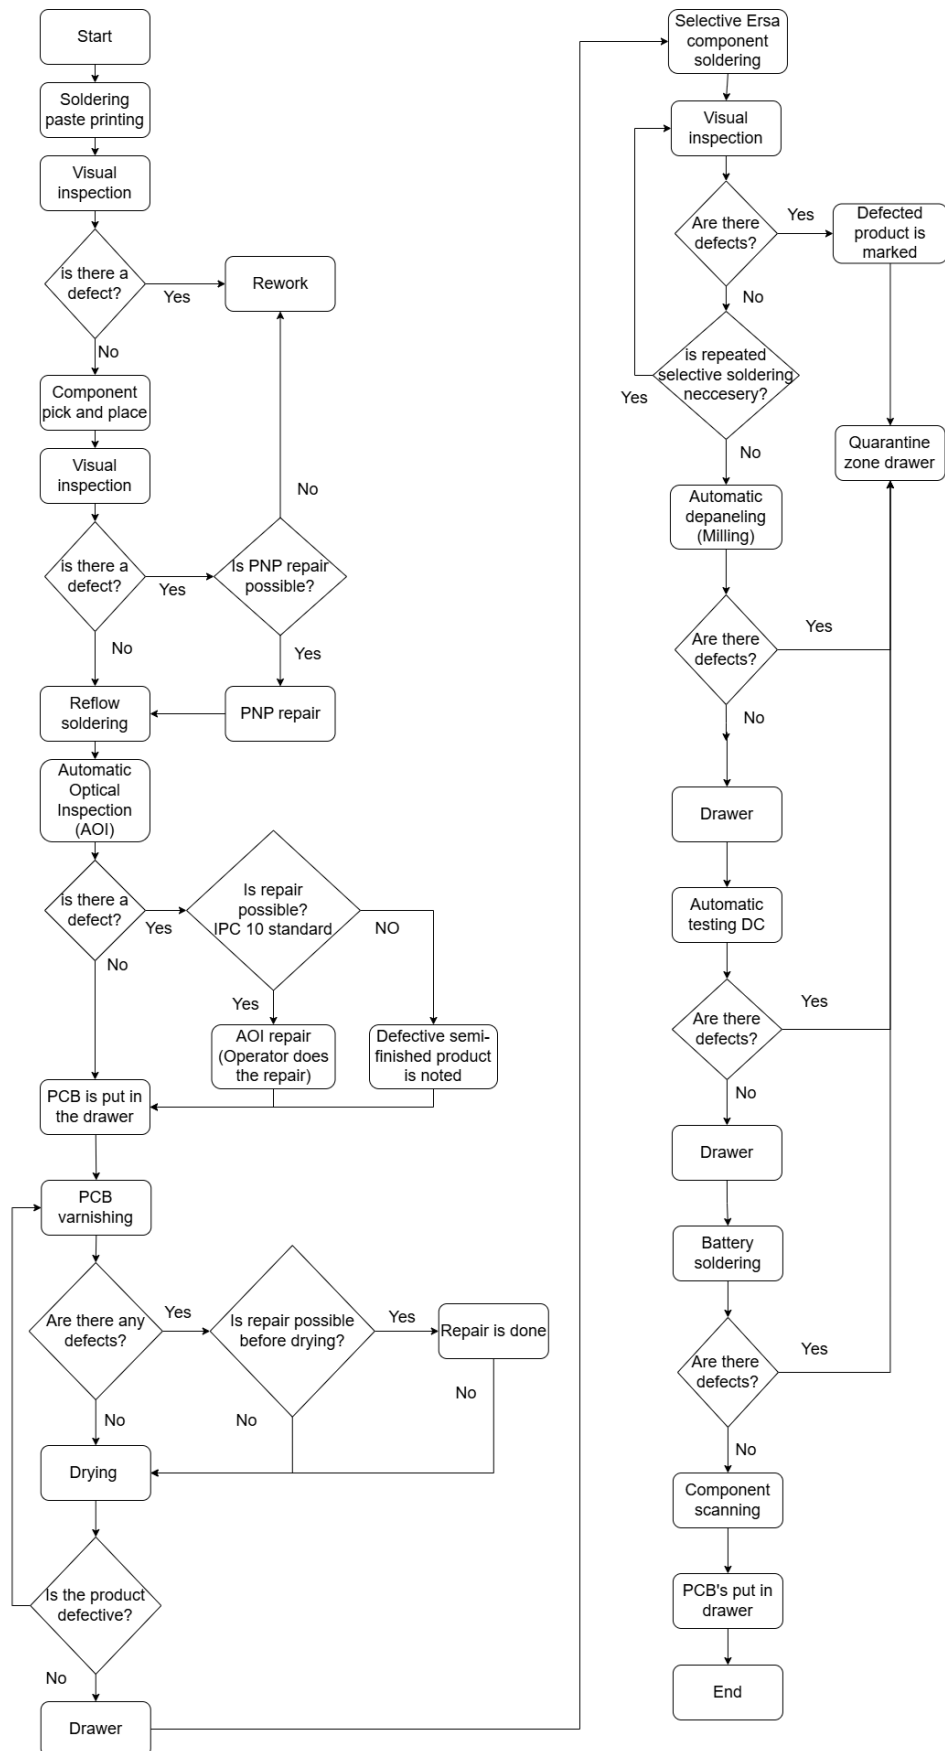 Start
Soldering
paste printing
Visual
inspection
is there a
defect?
Yes
Rework
No
Component
pick and place
Visual
inspection
No
is there a
defect?
Yes
Is PNP repair
possible?
No
Yes
Reflow
soldering
PNP repair
Automatic
Optical
Inspection
(AOI)
is there a
defect?
Yes
Is repair
possible?
IPC 10 standard
NO
No
Yes
AOI repair
(Operator does
the repair)
Defective semi-
finished product
is noted
PCB is put in
the drawer
PCB
varnishing
Are there any
defects?
Yes
Is repair possible
before drying?
Yes
Repair is done
No
No
No
Drying
Is the product
defective?
No
Drawer
Selective Ersa
component
soldering
Visual
inspection
Are there
defects?
Yes
Defected
product is
marked
No
is repeated
selective soldering
neccesery?
Yes
No
Quarantine
zone drawer
Automatic
depaneling
(Milling)
Are there
defects?
Yes
No
Drawer
Automatic
testing DC
Are there
defects?
Yes
No
Drawer
Battery
soldering
Are there
defects?
Yes
No
Component
scanning
PCB's put in
drawer
End